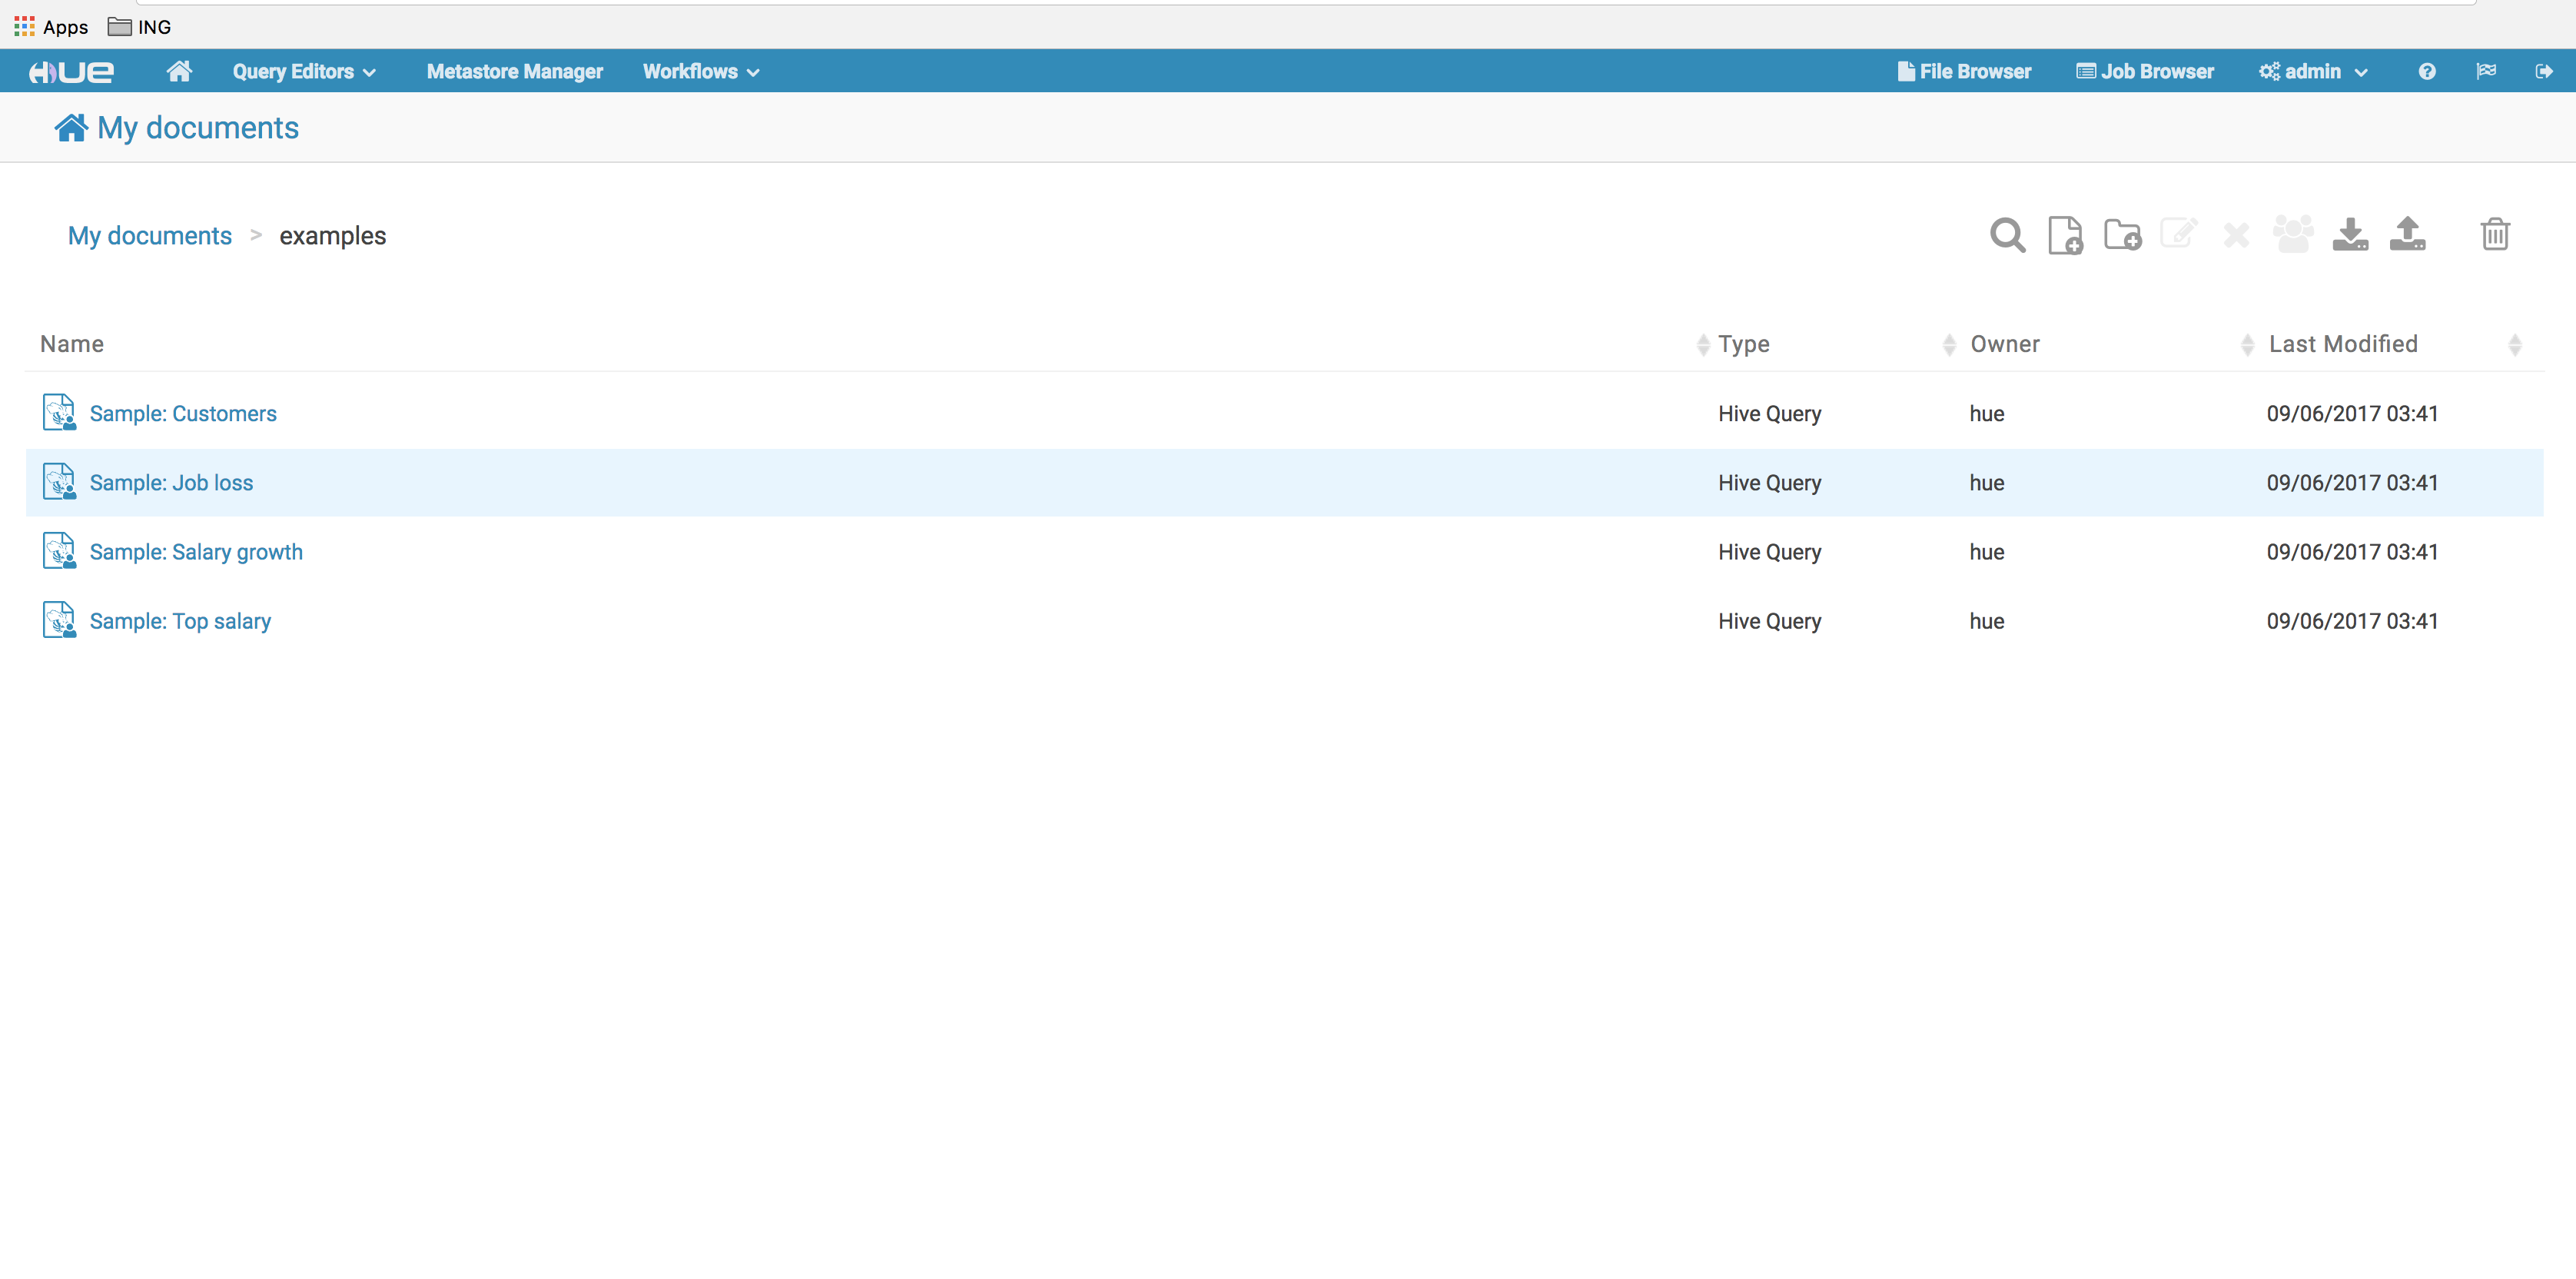 Apps ING
HUE Query Editors Metastore Manager Workflows File Browser Job Browser admin
My documents
My documents > examples
Name Type Owner Last Modified
Sample: Customers Hive Query hue 09/06/2017 03:41
Sample: Job loss Hive Query hue 09/06/2017 03:41
Sample: Salary growth Hive Query hue 09/06/2017 03:41
Sample: Top salary Hive Query hue 09/06/2017 03:41